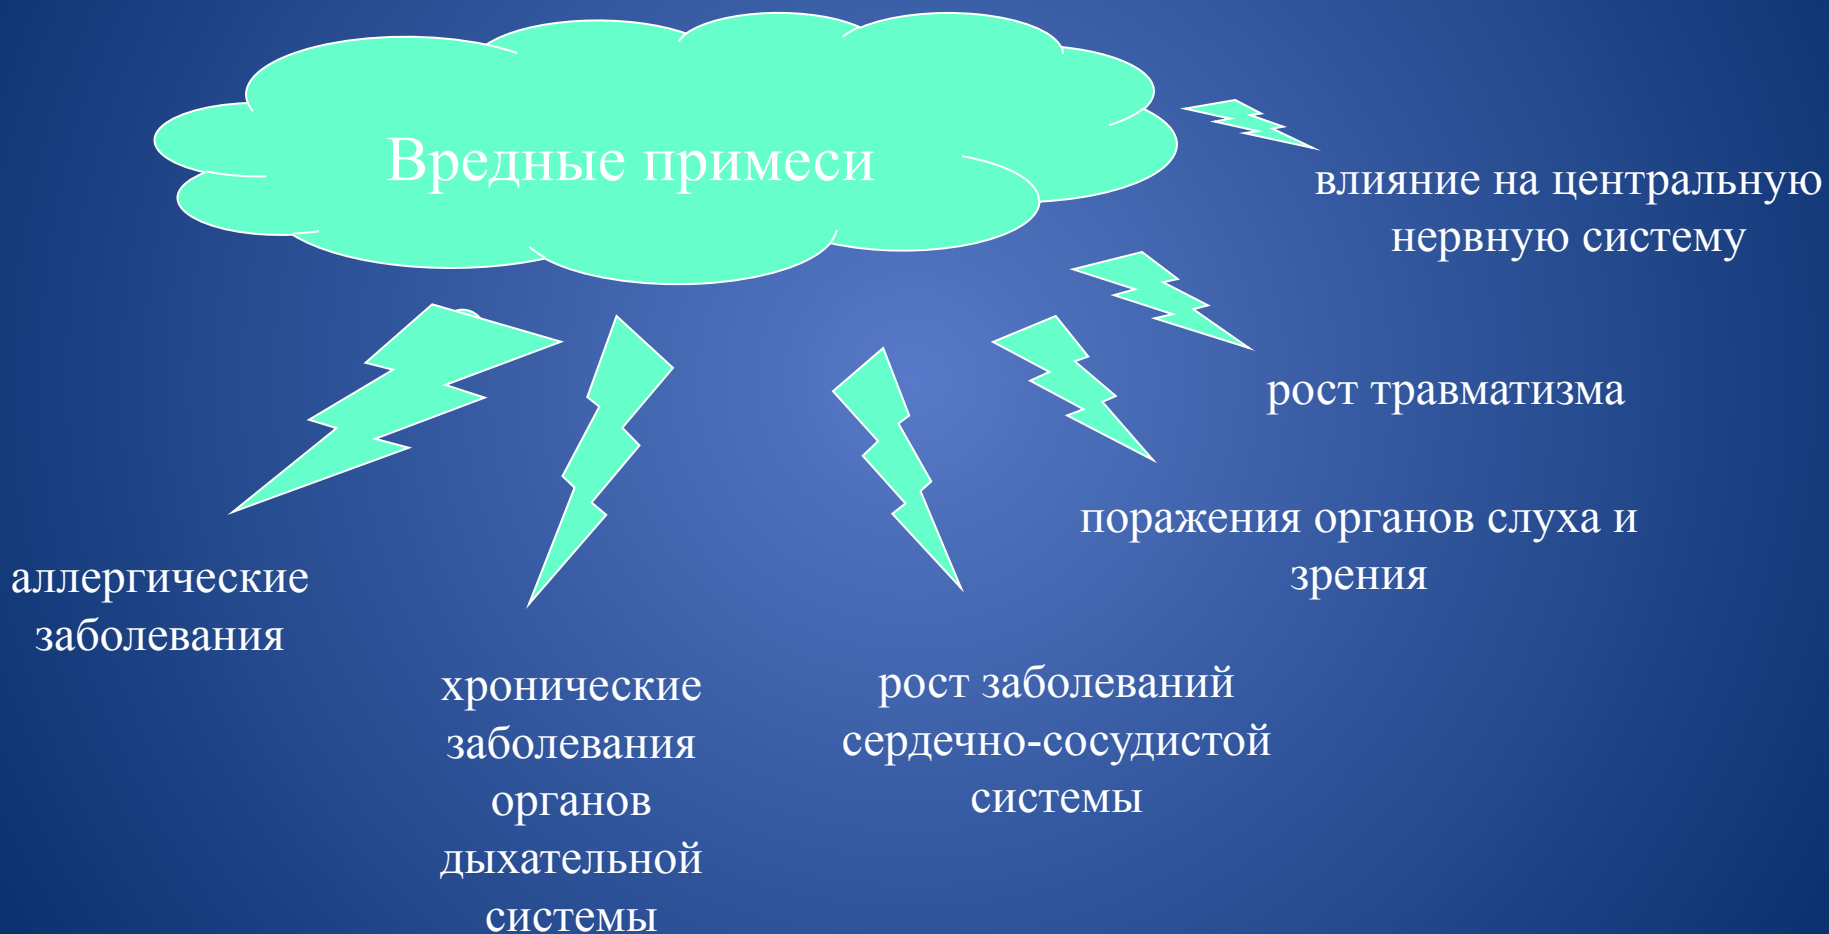 Вредные примеси
влияние на центральную
нервную систему
рост травматизма
поражения органов слуха и
зрения
аллергические
заболевания
хронические
заболевания
органов
дыхательной
системы
рост заболеваний
сердечно-сосудистой
системы